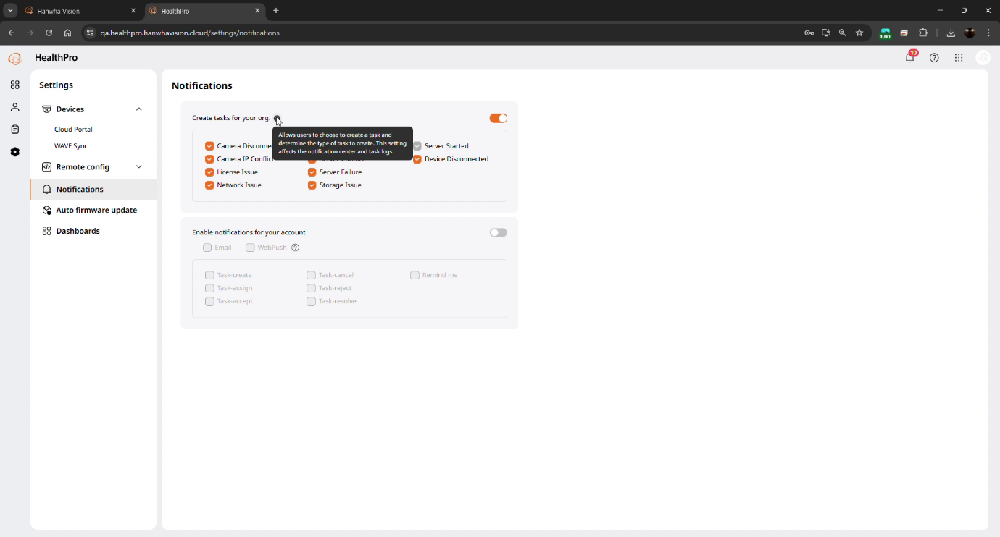 Hanwha Vision
HealthPro
qa.healthpro.hanwhavision.cloud/settings/notifications
1.00
HealthPro
10
Settings
Devices
Cloud Portal
WAVE Sync
Remote config
Notifications
Auto firmware update
Dashboards
Notifications
Create tasks for your org.
Allows users to choose to create a task and
determine the type of task to create. This setting
affects the notification center and task logs.
Server Started
Camera IP Conflict
Device Disconnected
License Issue
Server Failure
Network Issue
Storage Issue
Enable notifications for your account
Email WebPush
Task-create Task-cancel Remind me
Task-assign Task-reject
Task-accept Task-resolve